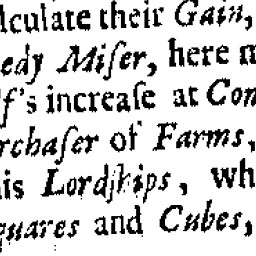 lculate their Gain,
edy Miſer, here m
ſ's increaſe at Con
rchaſer of Farms,
is Lordſhips, wh
quares and Cubes,